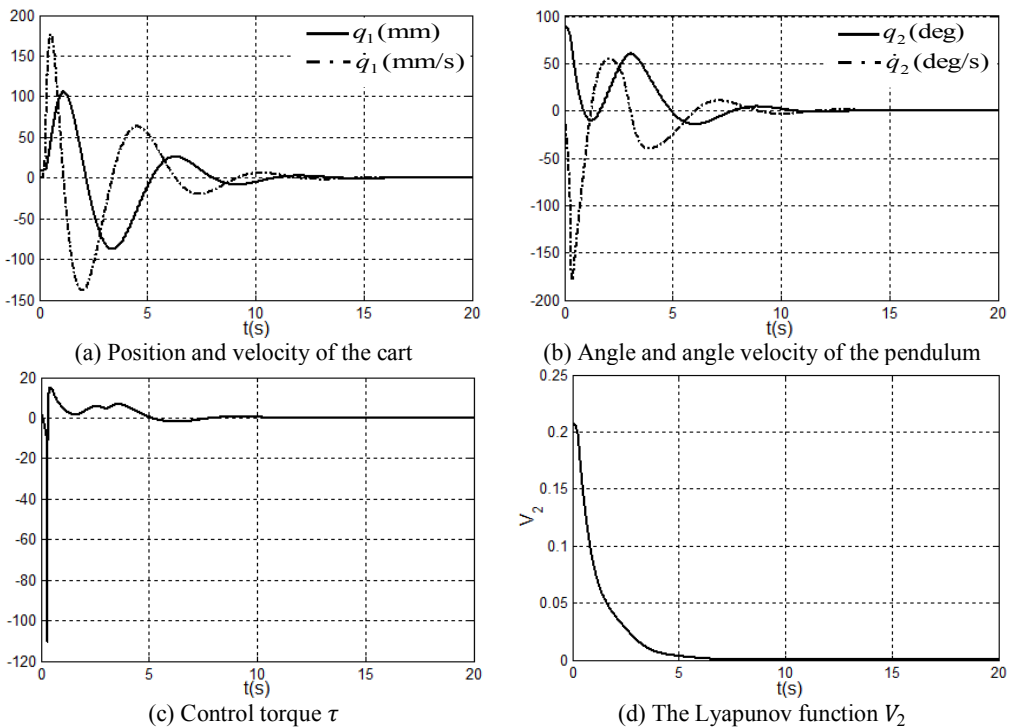 200
150
100
50
0
-50
-100
-150
0 5 10 15 20
t(s)
q₁(mm)
q̇₁(mm/s)
(a) Position and velocity of the cart
100
50
0
-50
-100
-150
-200
0 5 10 15 20
t(s)
q₂(deg)
q̇₂(deg/s)
(b) Angle and angle velocity of the pendulum
20
0
-20
-40
-60
-80
-100
-120
0 5 10 15 20
t(s)
(c) Control torque τ
0.25
0.2
0.15
0.1
0.05
0
V₂
0 5 10 15 20
t(s)
(d) The Lyapunov function V₂